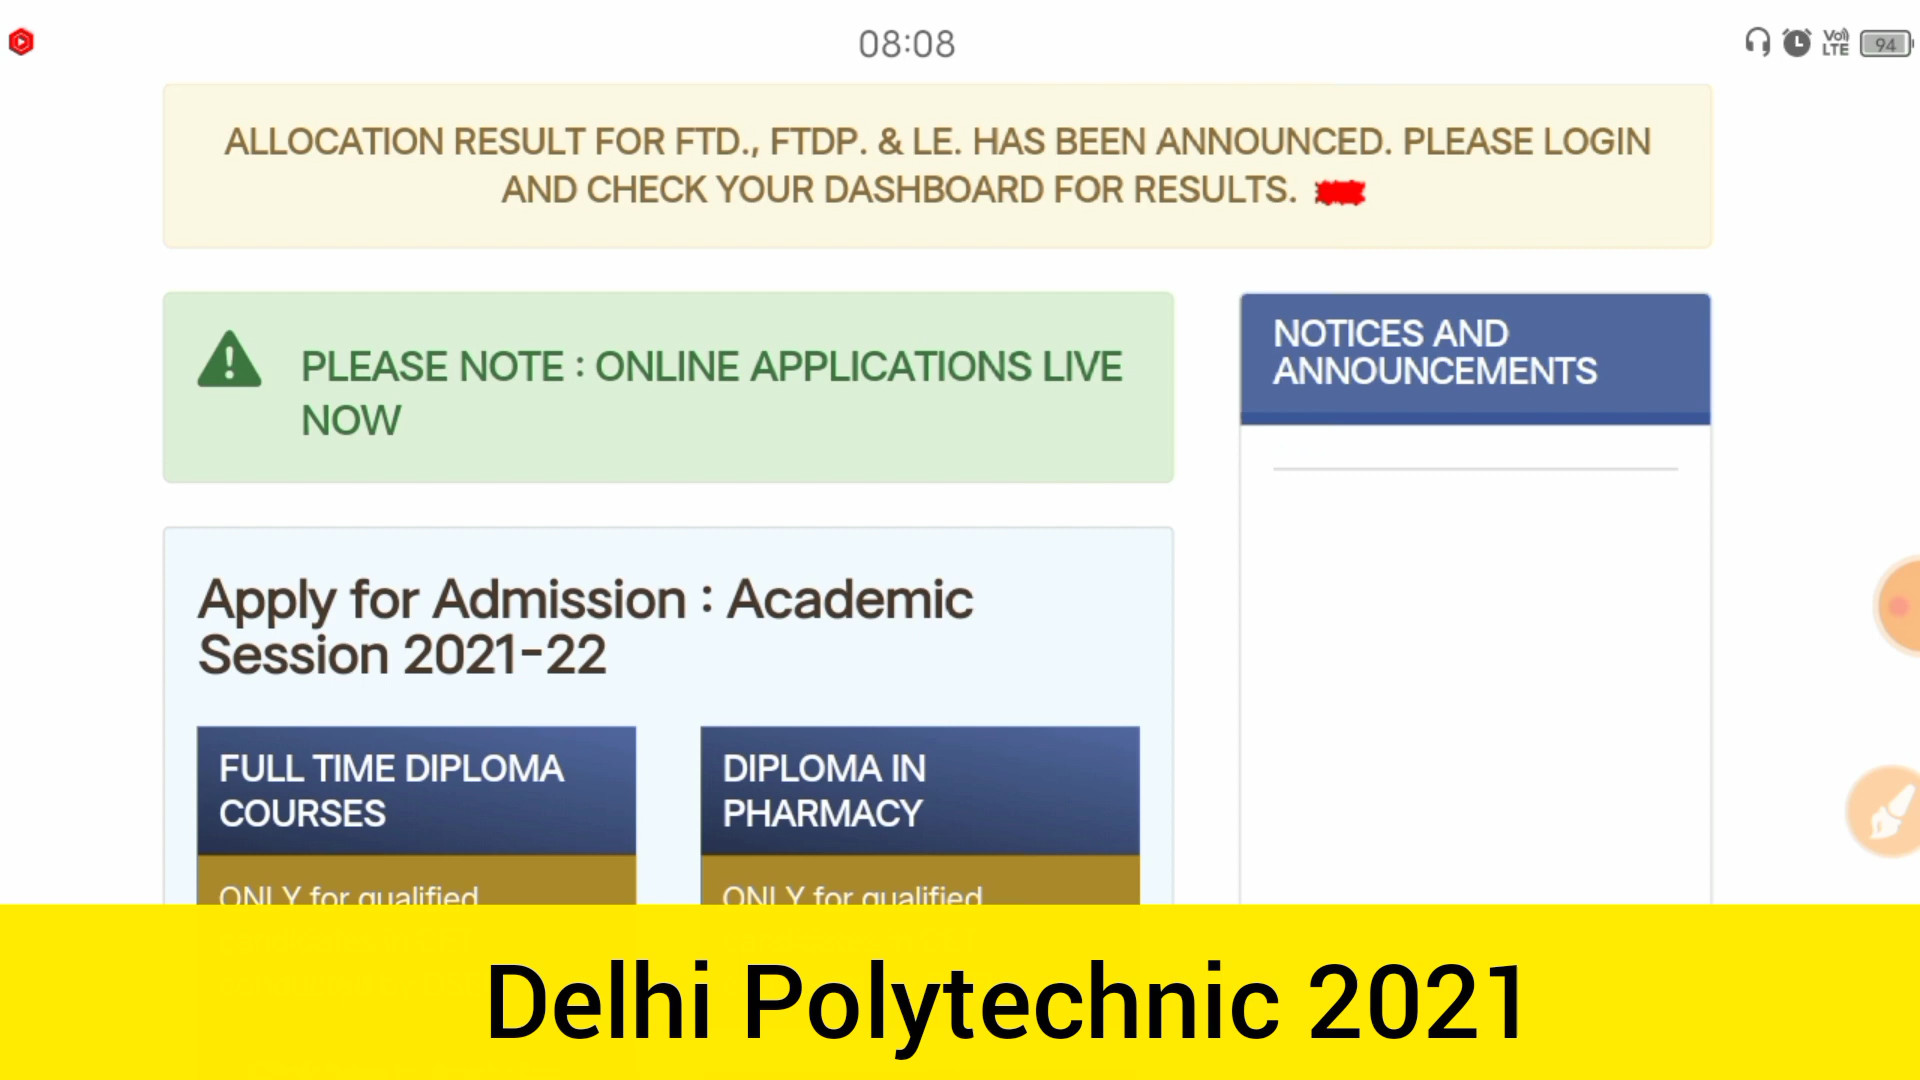 08:08
Vo))
LTE
94
ALLOCATION RESULT FOR FTD., FTDP. & LE. HAS BEEN ANNOUNCED. PLEASE LOGIN
AND CHECK YOUR DASHBOARD FOR RESULTS.
PLEASE NOTE : ONLINE APPLICATIONS LIVE
NOW
NOTICES AND
ANNOUNCEMENTS
Apply for Admission : Academic
Session 2021-22
FULL TIME DIPLOMA
COURSES
ONLY for qualified
DIPLOMA IN
PHARMACY
ONLY for qualified
Delhi Polytechnic 2021